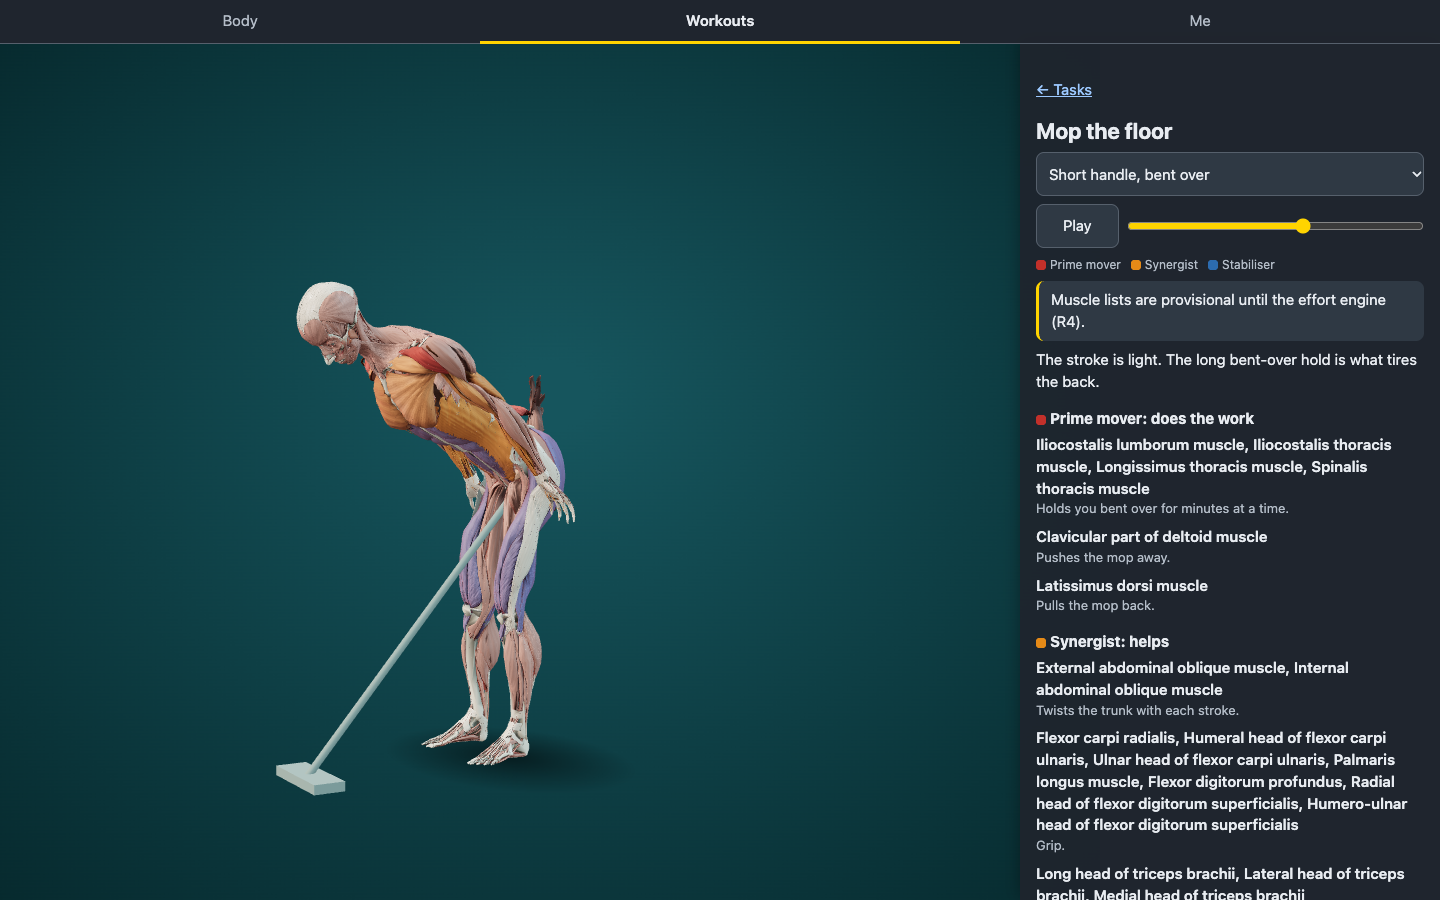 Body
Workouts
Me
← Tasks
Mop the floor
Short handle, bent over
Play
Prime mover
Synergist
Stabiliser
Muscle lists are provisional until the effort engine
(R4).
The stroke is light. The long bent-over hold is what tires
the back.
Prime mover: does the work
Iliocostalis lumborum muscle, Iliocostalis thoracis
muscle, Longissimus thoracis muscle, Spinalis
thoracis muscle
Holds you bent over for minutes at a time.
Clavicular part of deltoid muscle
Pushes the mop away.
Latissimus dorsi muscle
Pulls the mop back.
Synergist: helps
External abdominal oblique muscle, Internal
abdominal oblique muscle
Twists the trunk with each stroke.
Flexor carpi radialis, Humeral head of flexor carpi
ulnaris, Ulnar head of flexor carpi ulnaris, Palmaris
longus muscle, Flexor digitorum profundus, Radial
head of flexor digitorum superficialis, Humero-ulnar
head of flexor digitorum superficialis
Grip.
Long head of triceps brachii, Lateral head of triceps
brachii, Medial head of triceps brachii